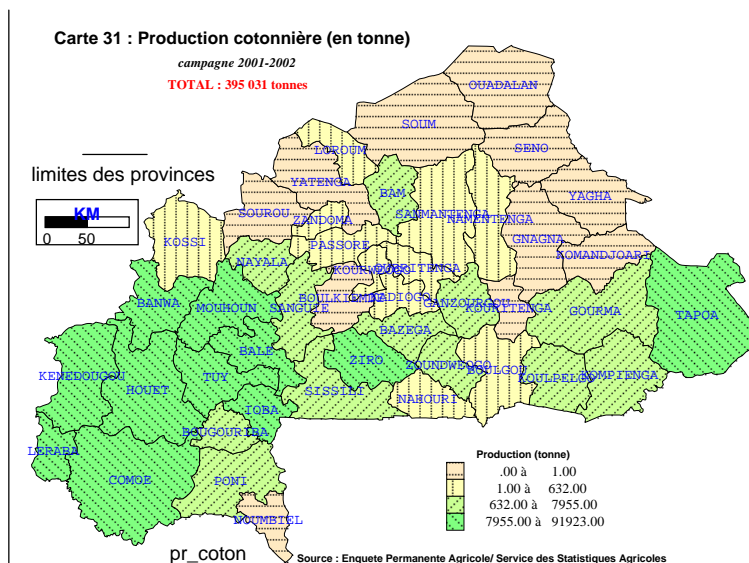 Carte 31 : Production cotonnière (en tonne)
campagne 2001-2002
TOTAL : 395 031 tonnes
OUADALAN
SOUM
LOROUM
SENO
limites des provinces
YATENGA
BAM
YAGHA
KM
0 50
SOUROU
ZANDOMA
SANMANTENGA
NAMENTENGA
KOSSI
PASSORE
GNAGNA
KOMANDJOARI
NAYALA
KOURWEOGO
OUBRITENGA
BANWA
MOUHOUN
SANGUIE
BOULKIEMDE
KADIOGO
GANZOURGOU
KOURITENGA
GOURMA
TAPOA
BAZEGA
KENEDOUGOU
HOUET
TUY
BALE
ZIRO
ZOUNDWEOGO
BOULGOU
KOULPELGO
KOMPIENGA
SISSILI
NAHOURI
IOBA
BOUGOURIBA
LERABA
COMOE
PONI
NOUMBIEL
Production (tonne)
.00 à 1.00
1.00 à 632.00
632.00 à 7955.00
7955.00 à 91923.00
pr_coton
Source : Enquete Permanente Agricole/ Service des Statistiques Agricoles